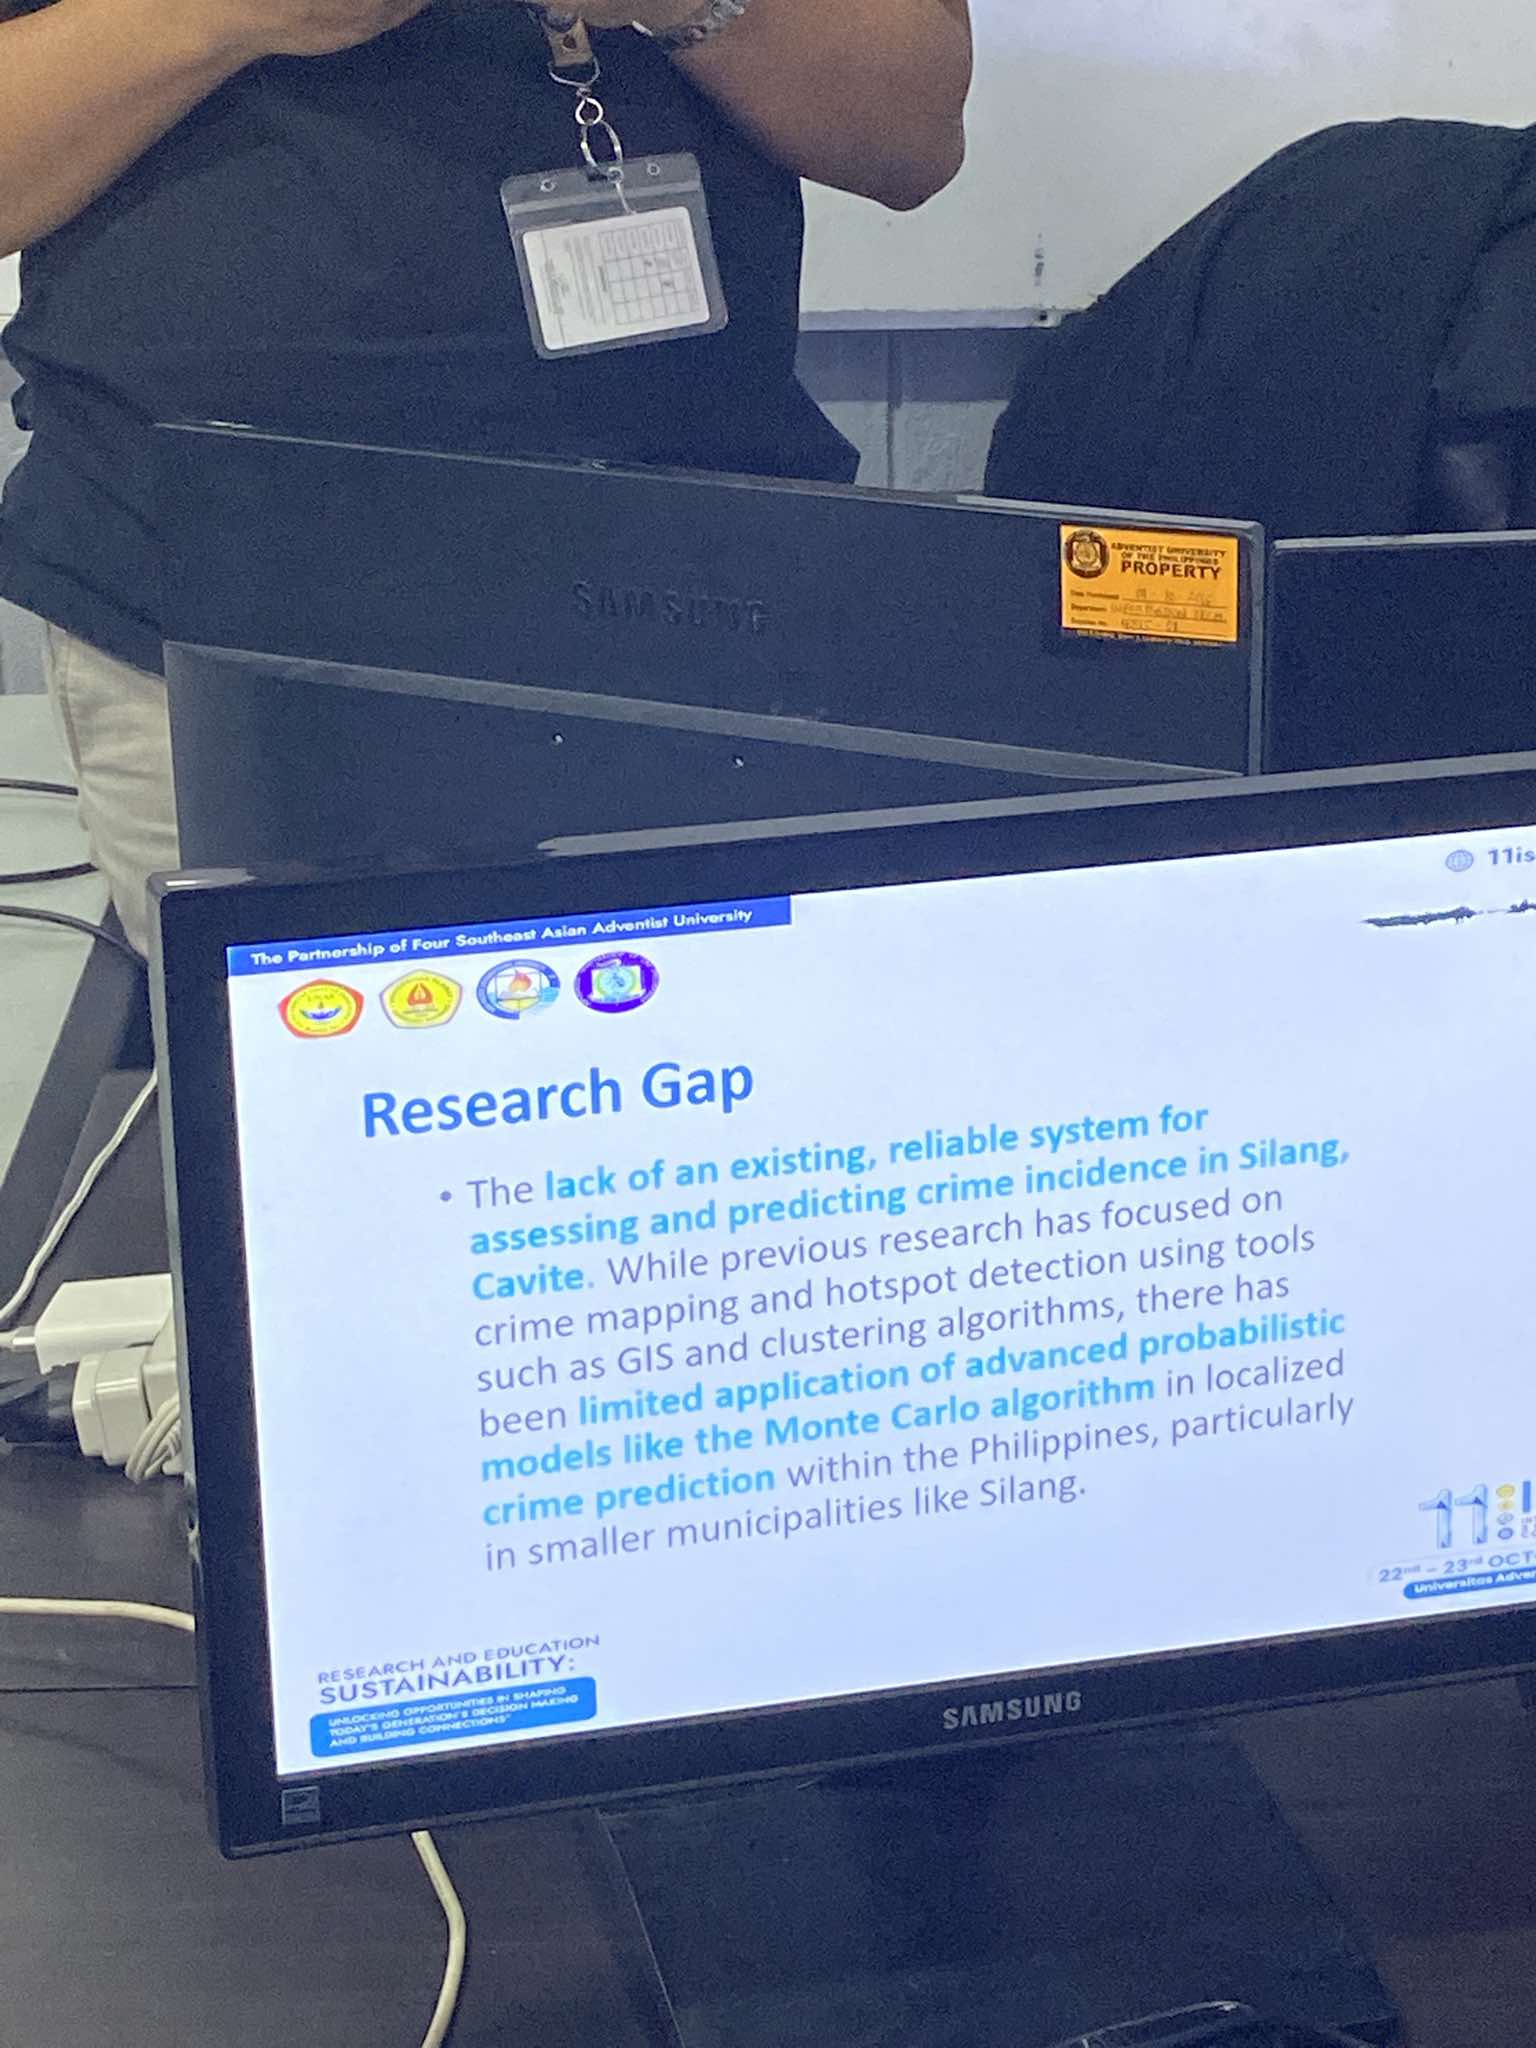 SAMSUNG
ADVENTIST UNIVERSITY
OF THE PHILIPPINES
PROPERTY
11is
The Partnership of Four Southeast Asian Adventist University
Research Gap
• The lack of an existing, reliable system for
assessing and predicting crime incidence in Silang,
Cavite. While previous research has focused on
crime mapping and hotspot detection using tools
such as GIS and clustering algorithms, there has
been limited application of advanced probabilistic
models like the Monte Carlo algorithm in localized
crime prediction within the Philippines, particularly
in smaller municipalities like Silang.
11
22nd – 23rd OCT
Universitas Adven
RESEARCH AND EDUCATION
SUSTAINABILITY:
UNLOCKING OPPORTUNITIES IN SHAPING
TODAY'S GENERATION'S DECISION MAKING
AND BUILDING CONNECTIONS"
SAMSUNG